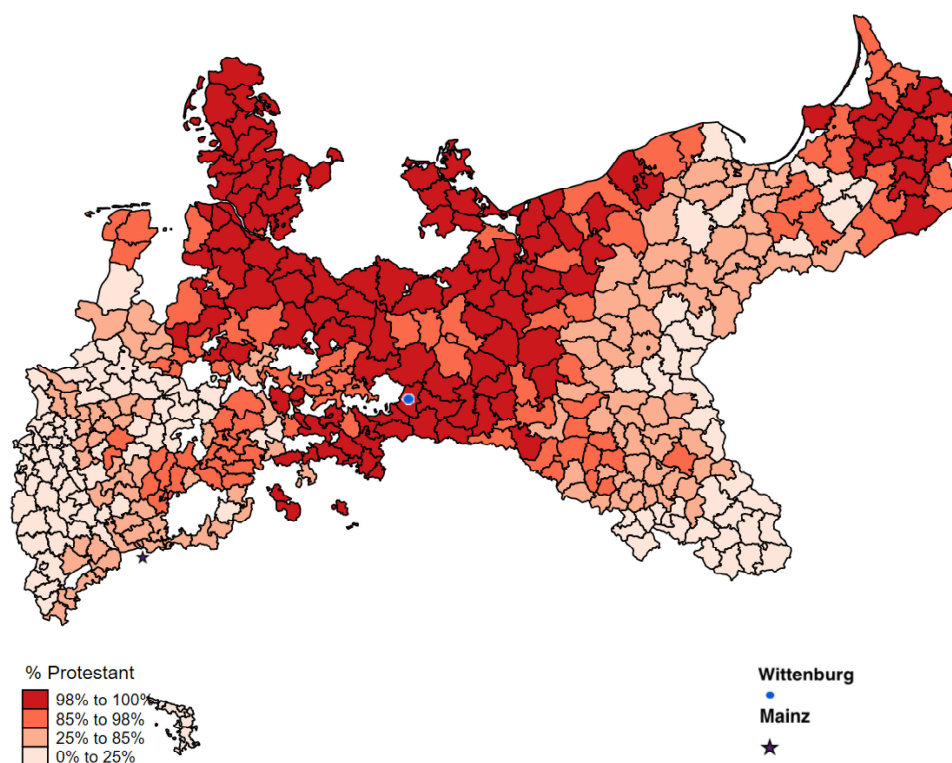 % Protestant
98% to 100%
85% to 98%
25% to 85%
0% to 25%
Wittenburg
Mainz